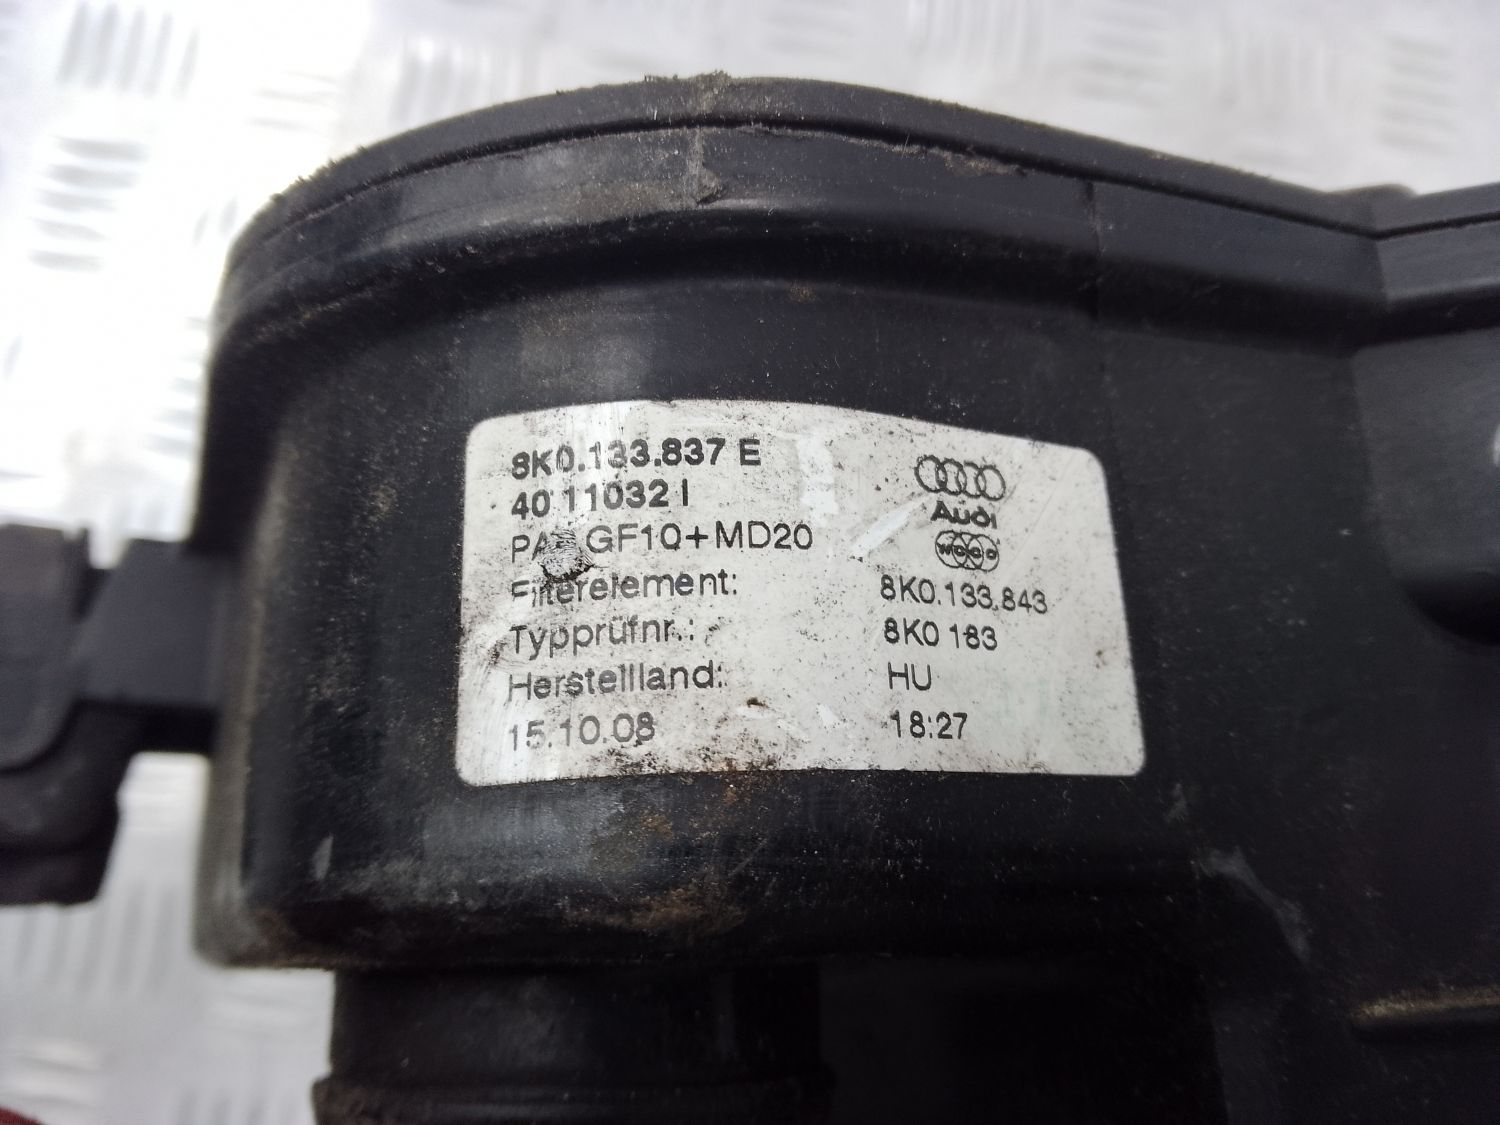 8K0.133.837 E
40 11032 I
GF10+MD20
Audi
Filterelement: 8K0.133.843
Typprüfnr.: 8K0 183
Herstellland: HU
15.10.08 18:27